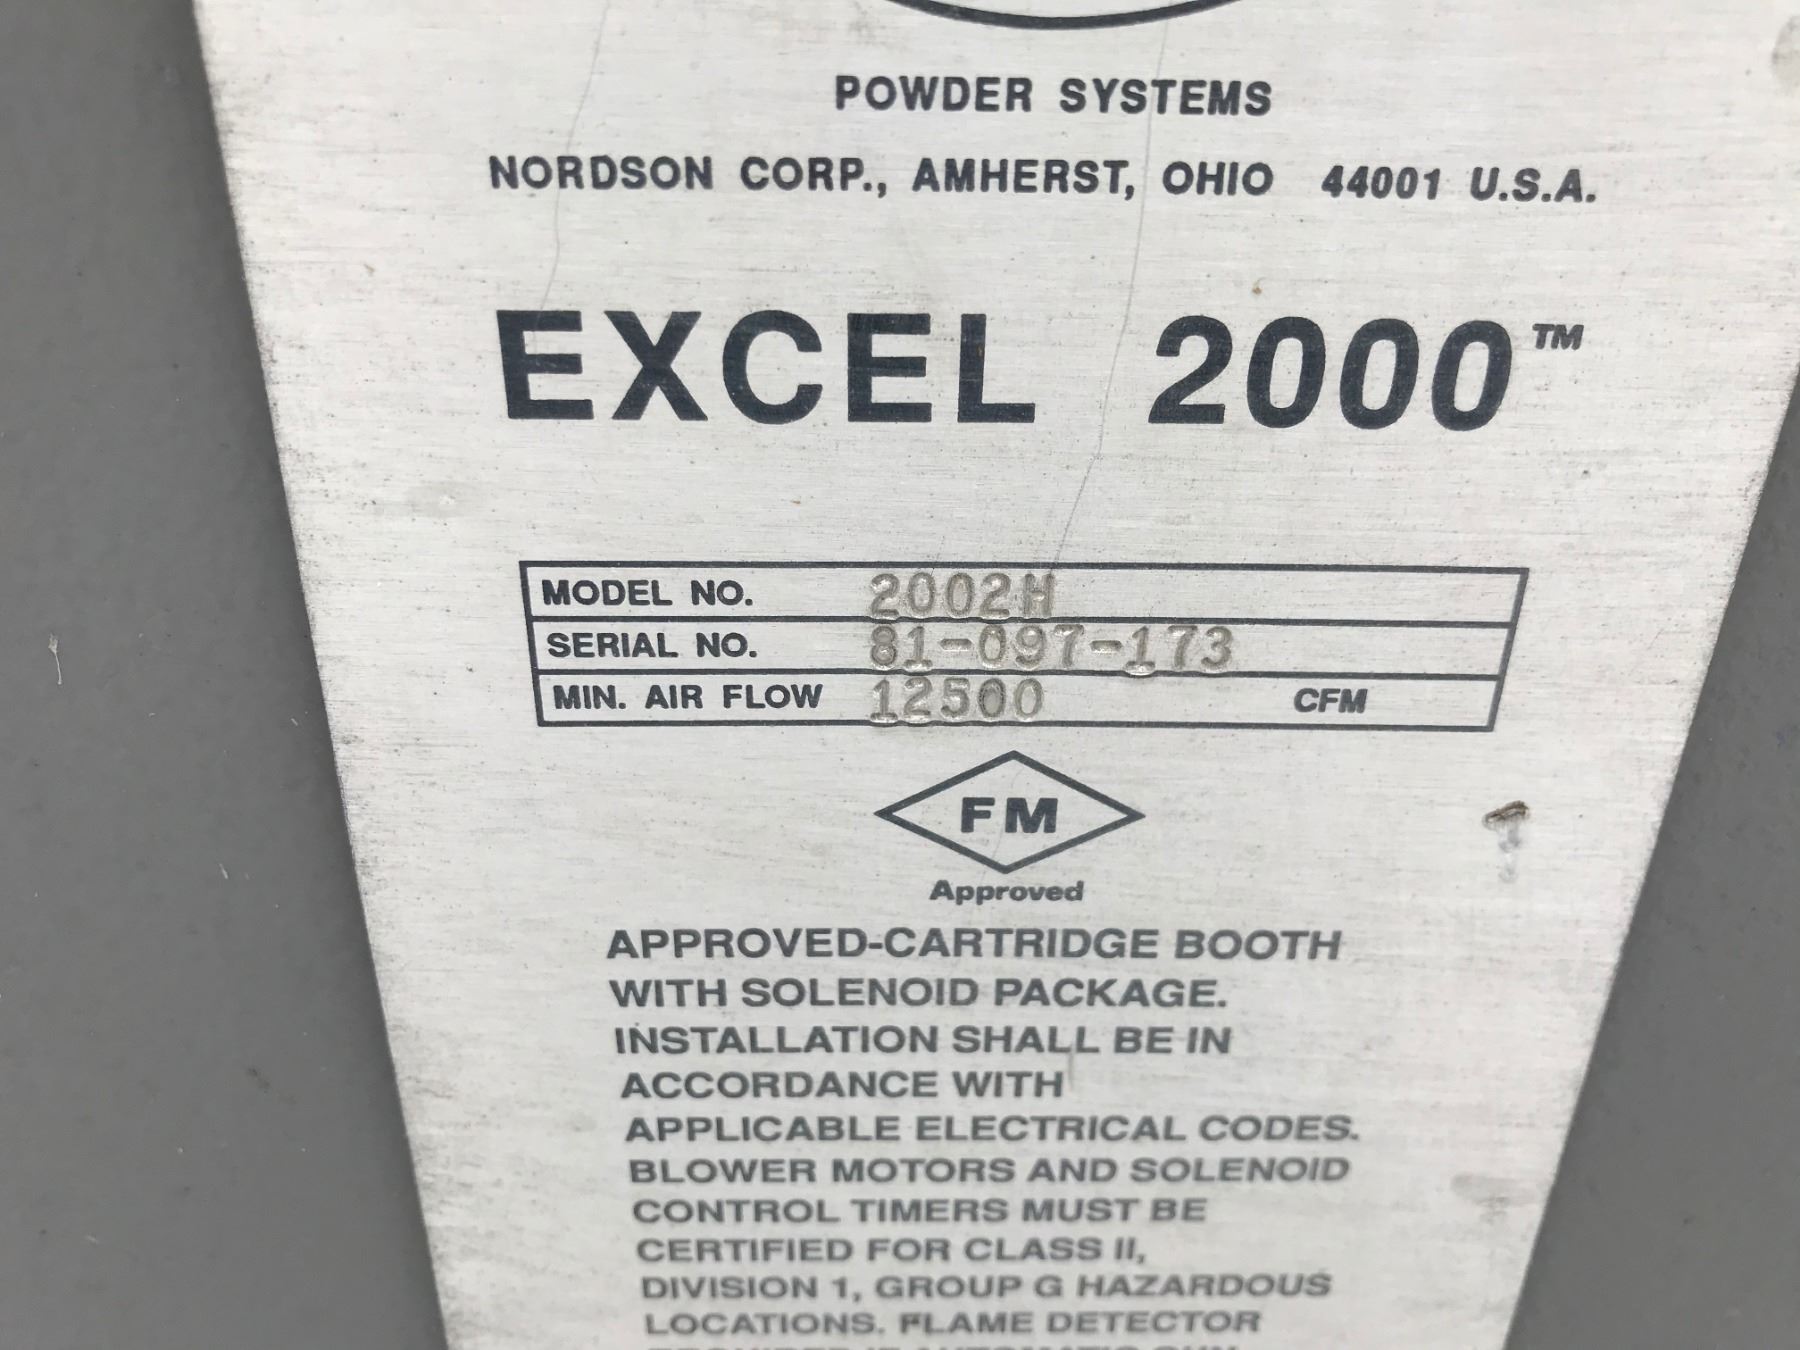 POWDER SYSTEMS
NORDSON CORP., AMHERST, OHIO 44001 U.S.A.
EXCEL 2000™
MODEL NO. 2002H
SERIAL NO. 81-097-173
MIN. AIR FLOW 12500 CFM
FM
Approved
APPROVED-CARTRIDGE BOOTH
WITH SOLENOID PACKAGE.
INSTALLATION SHALL BE IN
ACCORDANCE WITH
APPLICABLE ELECTRICAL CODES.
BLOWER MOTORS AND SOLENOID
CONTROL TIMERS MUST BE
CERTIFIED FOR CLASS II,
DIVISION 1, GROUP G HAZARDOUS
LOCATIONS. FLAME DETECTOR